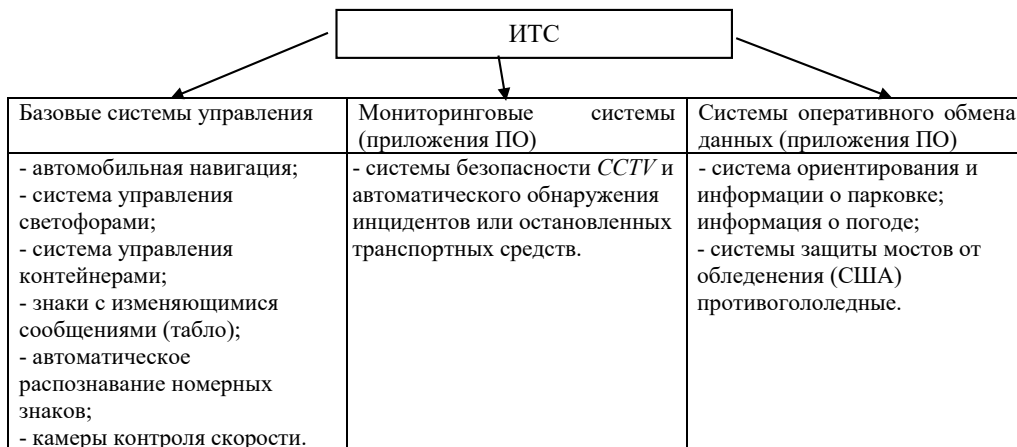 ИТС
Базовые системы управления
Мониторинговые системы
(приложения ПО)
Системы оперативного обмена
данных (приложения ПО)
- автомобильная навигация;
- система управления
светофорами;
- система управления
контейнерами;
- знаки с изменяющимися
сообщениями (табло);
- автоматическое
распознавание номерных
знаков;
- камеры контроля скорости.
- системы безопасности CCTV и
автоматического обнаружения
инцидентов или остановленных
транспортных средств.
- система ориентирования и
информации о парковке;
информация о погоде;
- системы защиты мостов от
обледенения (США)
противогололедные.